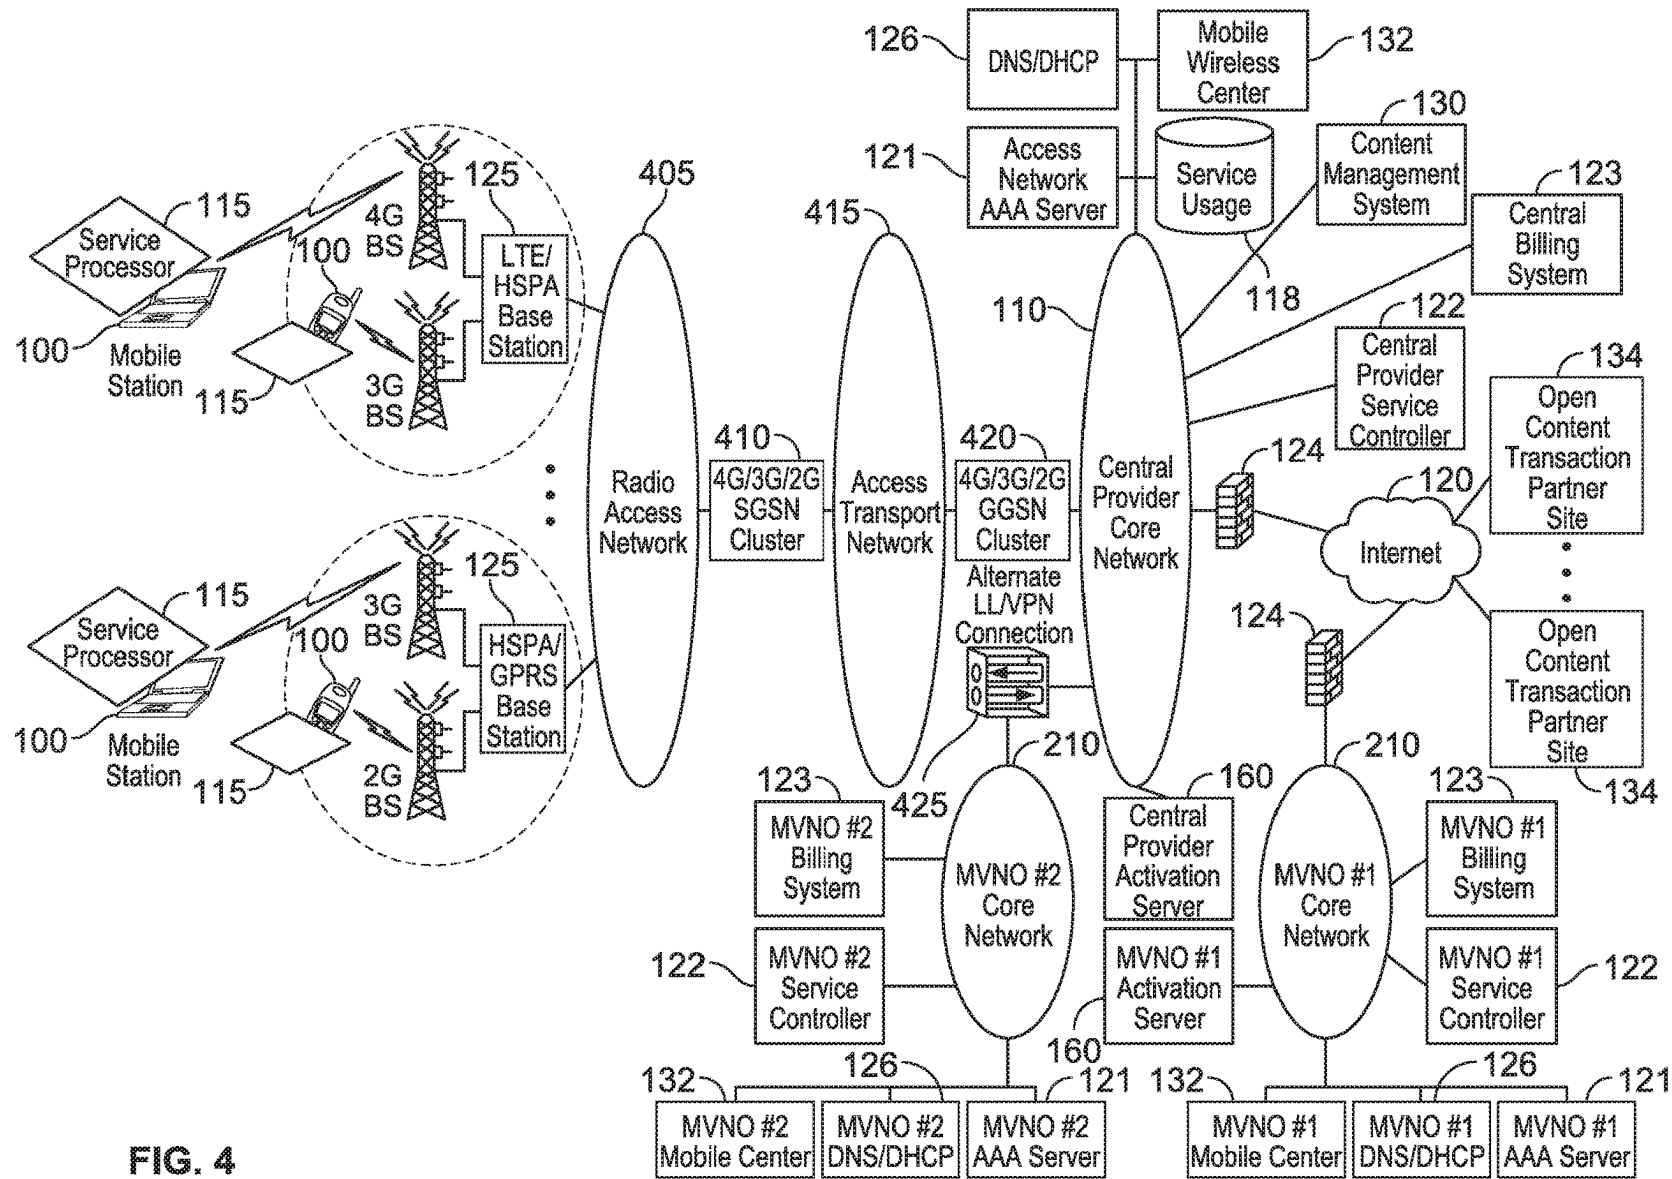 126
DNS/DHCP
Mobile
Wireless
Center
132
121
Access
Network
AAA Server
Service
Usage
118
130
Content
Management
System
123
Central
Billing
System
122
Central
Provider
Service
Controller
134
Open
Content
Transaction
Partner
Site
115
Service
Processor
100
Mobile
Station
4G
BS
100
115
3G
BS
125
LTE/
HSPA
Base
Station
405
Radio
Access
Network
410
4G/3G/2G
SGSN
Cluster
415
Access
Transport
Network
420
4G/3G/2G
GGSN
Cluster
110
Central
Provider
Core
Network
124
120
Internet
115
Service
Processor
100
Mobile
Station
3G
BS
100
115
2G
BS
125
HSPA/
GPRS
Base
Station
Alternate
LL/VPN
Connection
425
124
Open
Content
Transaction
Partner
Site
134
210
MVNO #2
Core
Network
123
MVNO #2
Billing
System
122
MVNO #2
Service
Controller
160
Central
Provider
Activation
Server
MVNO #1
Activation
Server
160
210
MVNO #1
Core
Network
123
MVNO #1
Billing
System
MVNO #1
Service
Controller
122
132
MVNO #2
Mobile Center
126
MVNO #2
DNS/DHCP
121
MVNO #2
AAA Server
132
MVNO #1
Mobile Center
126
MVNO #1
DNS/DHCP
121
MVNO #1
AAA Server
FIG. 4